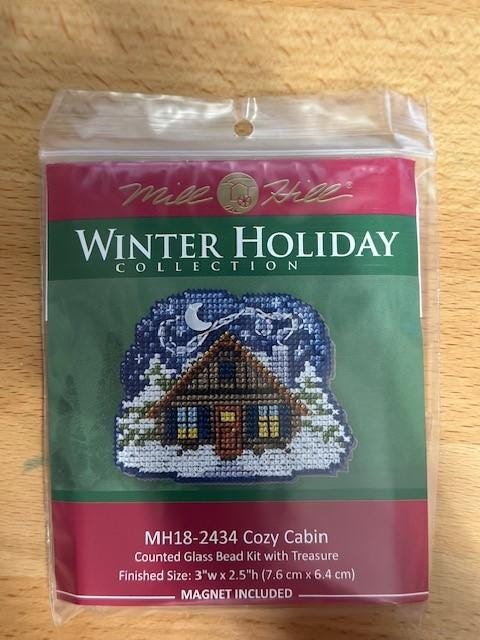 Mill Hill®
WINTER HOLIDAY
COLLECTION
MH18-2434 Cozy Cabin
Counted Glass Bead Kit with Treasure
Finished Size: 3"w x 2.5"h (7.6 cm x 6.4 cm)
MAGNET INCLUDED